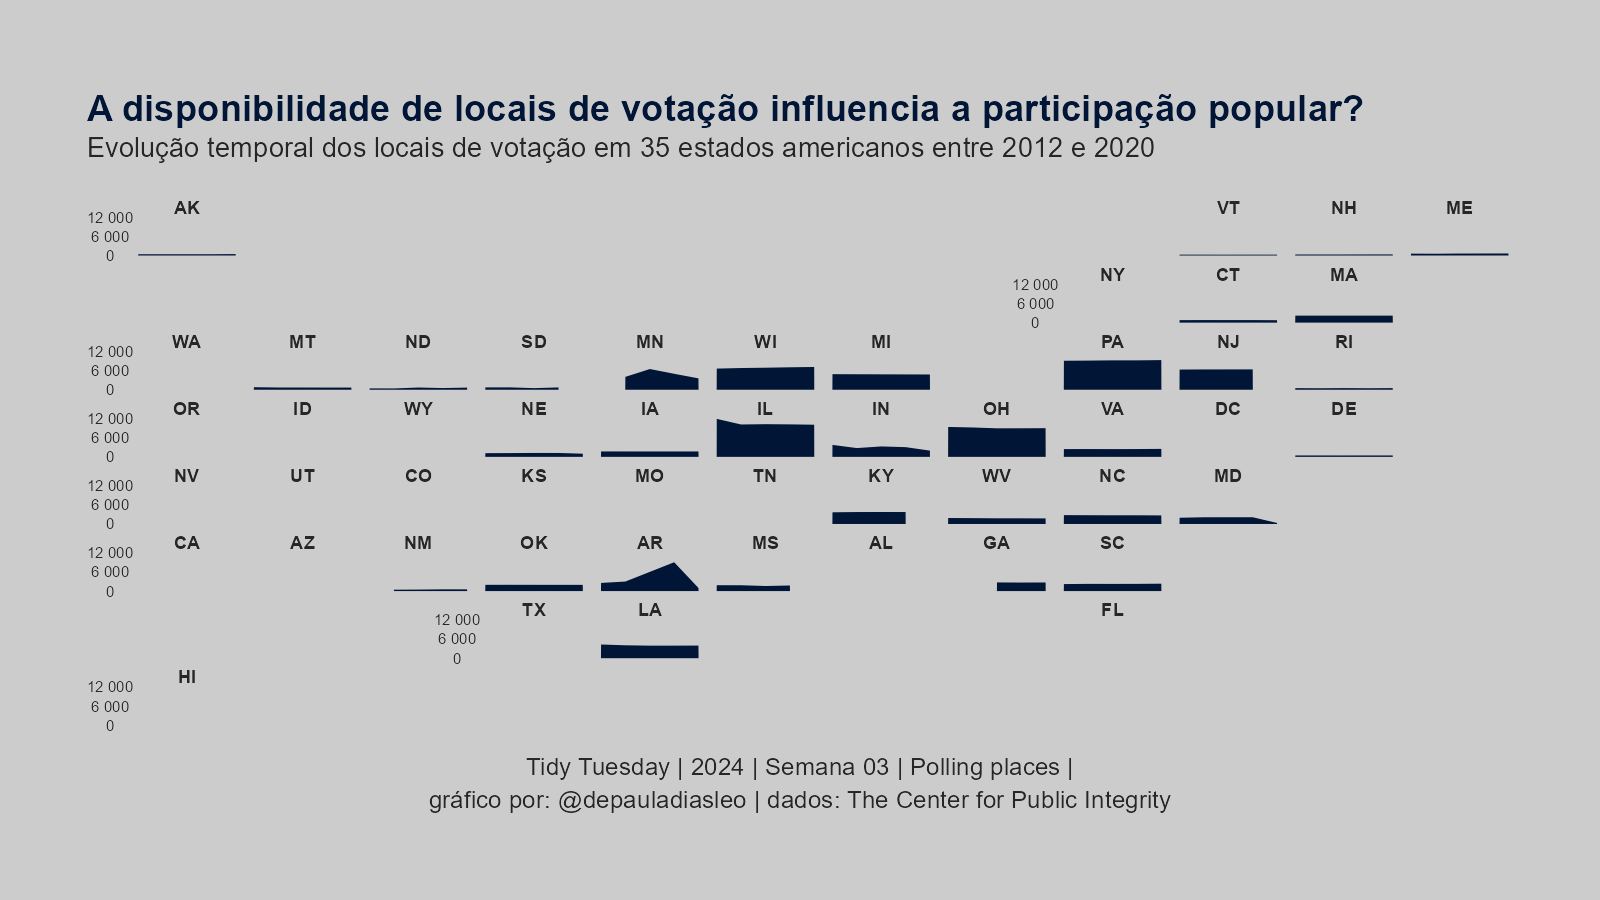 A disponibilidade de locais de votação influencia a participação popular?
Evolução temporal dos locais de votação em 35 estados americanos entre 2012 e 2020
AK VT NH ME
12 000
6 000
0
NY CT MA
12 000
6 000
0
WA MT ND SD MN WI MI PA NJ RI
12 000
6 000
0
OR ID WY NE IA IL IN OH VA DC DE
12 000
6 000
0
NV UT CO KS MO TN KY WV NC MD
12 000
6 000
0
CA AZ NM OK AR MS AL GA SC
12 000
6 000
0
TX LA FL
12 000
6 000
0
HI
12 000
6 000
0
Tidy Tuesday | 2024 | Semana 03 | Polling places |
gráfico por: @depauladiasleo | dados: The Center for Public Integrity